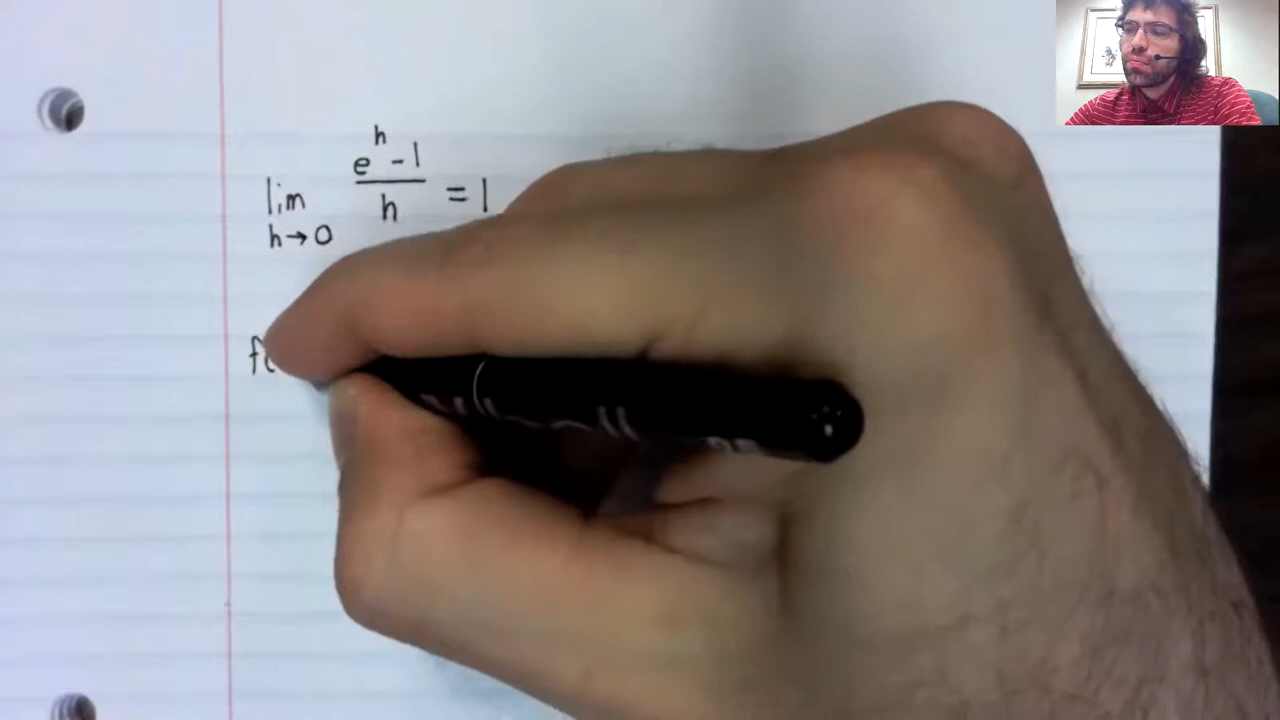 lim h→0 (e^h - 1)/h = 1
f(